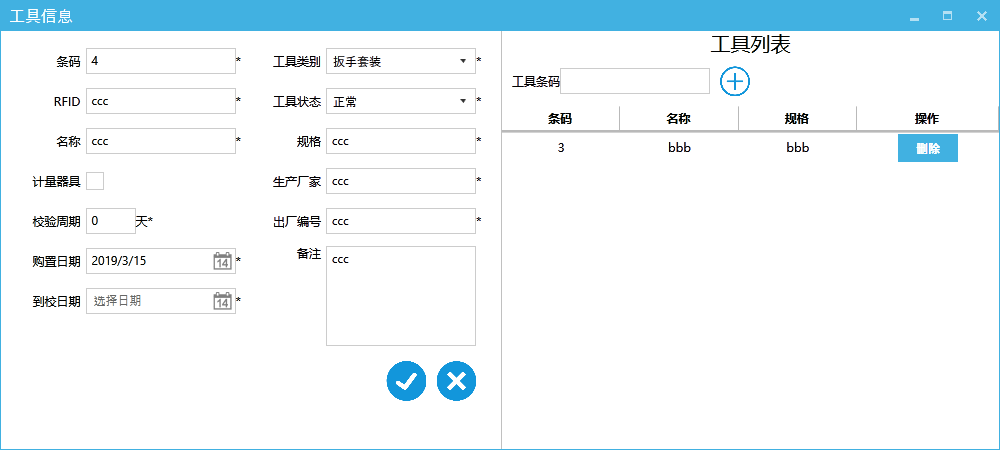 工具信息
条码 4 *
工具类别 扳手套装 *
RFID ccc *
工具状态 正常 *
名称 ccc *
规格 ccc *
计量器具
生产厂家 ccc *
校验周期 0 天*
出厂编号 ccc *
购置日期 2019/3/15 14 *
备注 ccc
到校日期 选择日期 14 *
工具列表
工具条码
条码 名称 规格 操作
3 bbb bbb 删除